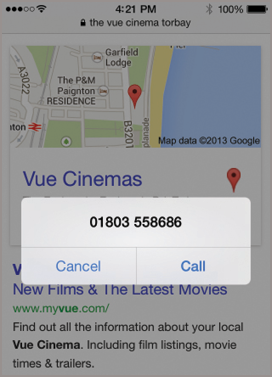 4:21 PM
100%
the vue cinema torbay
Garfield
Lodge
A3022
The P&M
Paignton
RESIDENCE
B3201
splanade
nton
Map data ©2013 Google
Vue Cinemas
01803 558686
Cancel
Call
New Films & The Latest Movies
www.myvue.com/
Find out all the information about your local
Vue Cinema. Including film listings, movie
times & trailers.